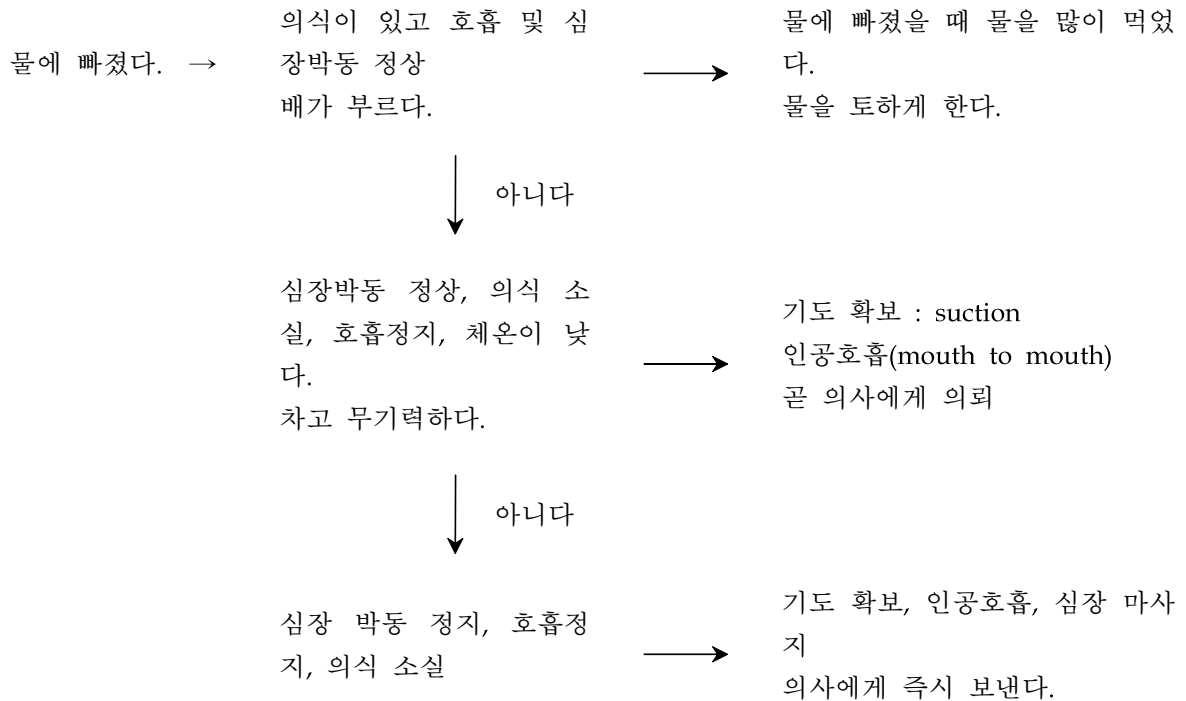 물에 빠졌다. →
의식이 있고 호흡 및 심
장박동 정상
배가 부르다.
물에 빠졌을 때 물을 많이 먹었
다.
물을 토하게 한다.
아니다
심장박동 정상, 의식 소
실, 호흡정지, 체온이 낮
다.
차고 무기력하다.
기도 확보 : suction
인공호흡(mouth to mouth)
곧 의사에게 의뢰
아니다
심장 박동 정지, 호흡정
지, 의식 소실
기도 확보, 인공호흡, 심장 마사
지
의사에게 즉시 보낸다.